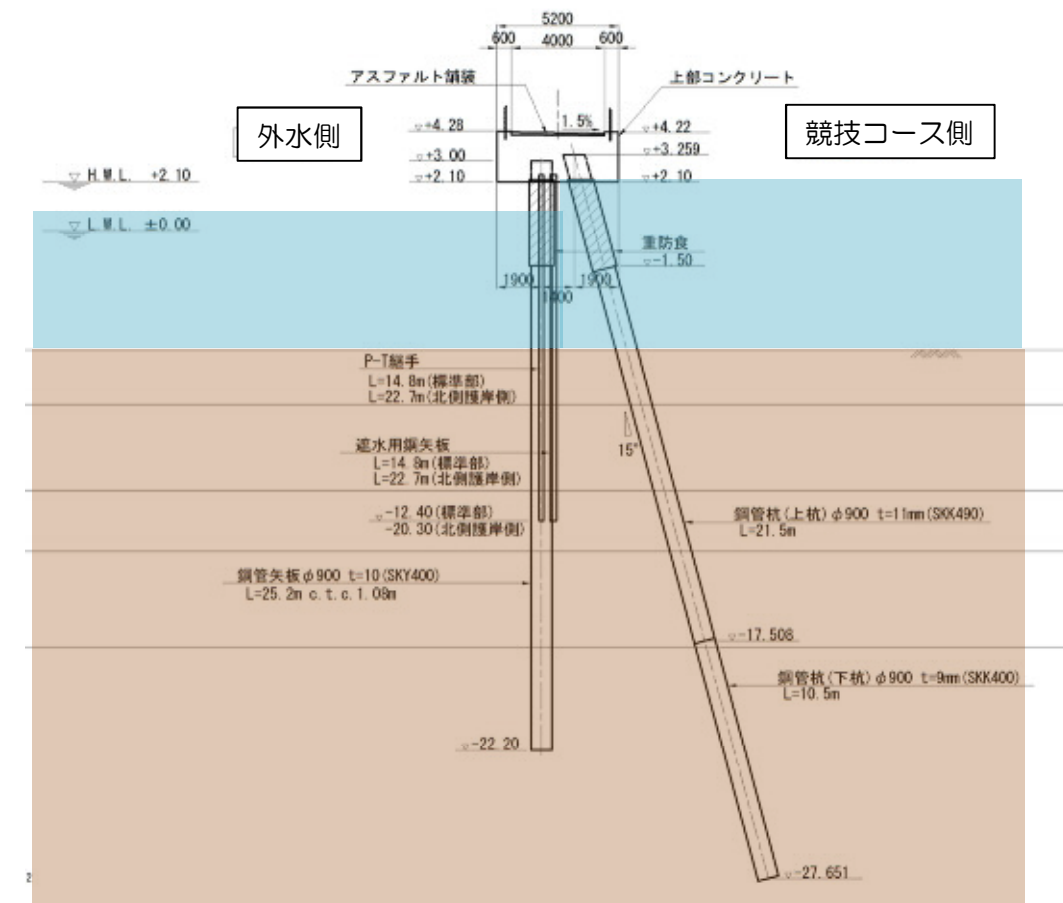 5200
600 4000 600
アスファルト舗装
上部コンクリート
外水側
競技コース側
1.5%
▽+4.28
▽+4.22
▽+3.00
▽+3.259
▽+2.10
▽+2.10
▽ H.W.L. +2.10
▽ L.W.L. ±0.00
重防食
▽-1.50
1900 1400 1900
P-T継手
L=14.8m(標準部)
L=22.7m(北側護岸側)
遮水用鋼矢板
L=14.8m(標準部)
L=22.7m(北側護岸側)
15°
▽-12.40(標準部)
-20.30(北側護岸側)
鋼管杭(上杭)φ900 t=11mm(SKK490)
L=21.5m
鋼管矢板φ900 t=10(SKY400)
L=25.2m c.t.c.1.08m
▽-17.508
鋼管杭(下杭)φ900 t=9mm(SKK400)
L=10.5m
▽-22.20
▽-27.651
2